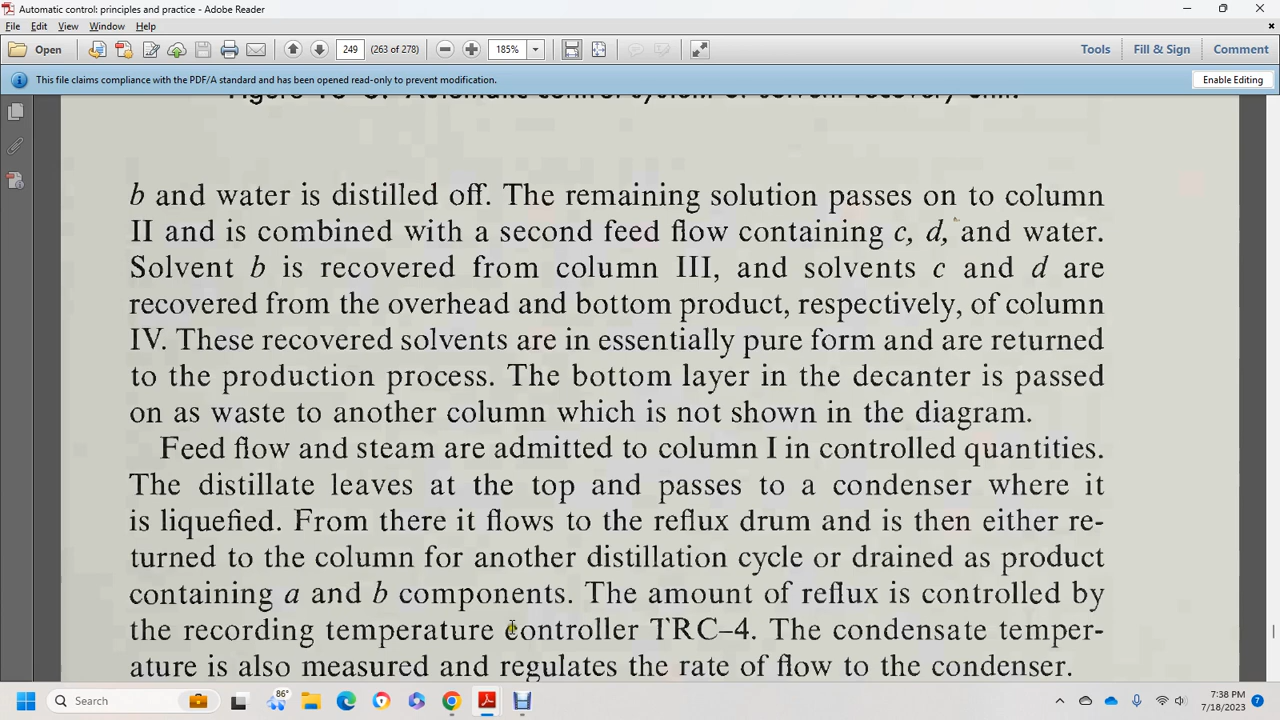 Automatic control: principles and practice - Adobe Reader
File Edit View Window Help
Open 249 (263 of 278) 185% Tools Fill & Sign Comment
This file claims compliance with the PDF/A standard and has been opened read-only to prevent modification. Enable Editing
b and water is distilled off. The remaining solution passes on to column
II and is combined with a second feed flow containing c, d, and water.
Solvent b is recovered from column III, and solvents c and d are
recovered from the overhead and bottom product, respectively, of column
IV. These recovered solvents are in essentially pure form and are returned
to the production process. The bottom layer in the decanter is passed
on as waste to another column which is not shown in the diagram.
Feed flow and steam are admitted to column I in controlled quantities.
The distillate leaves at the top and passes to a condenser where it
is liquefied. From there it flows to the reflux drum and is then either re-
turned to the column for another distillation cycle or drained as product
containing a and b components. The amount of reflux is controlled by
the recording temperature controller TRC–4. The condensate temper-
ature is also measured and regulates the rate of flow to the condenser.
Search 86° 7:38 PM
7/18/2023 7